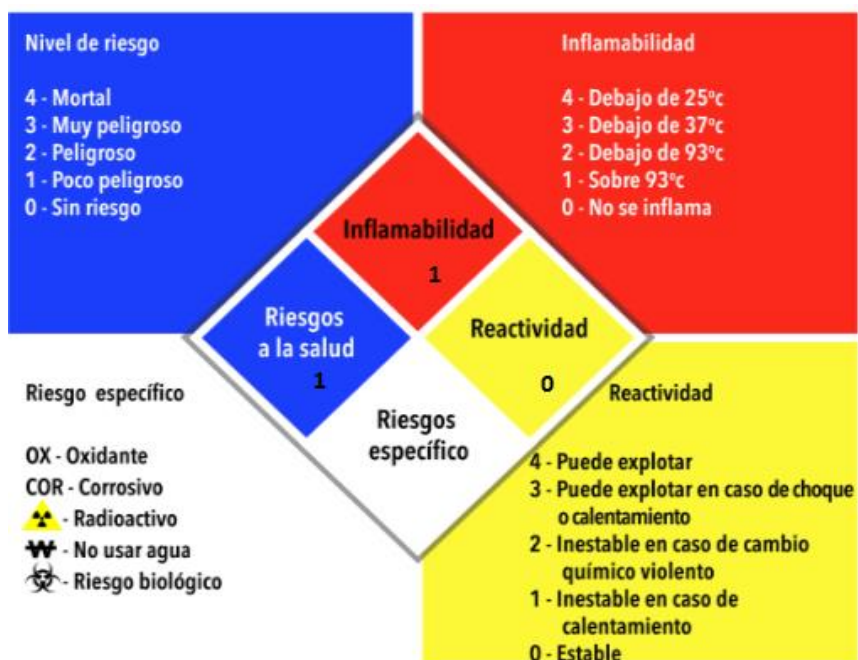 Nivel de riesgo
4 - Mortal
3 - Muy peligroso
2 - Peligroso
1 - Poco peligroso
0 - Sin riesgo
Inflamabilidad
4 - Debajo de 25ºc
3 - Debajo de 37ºc
2 - Debajo de 93ºc
1 - Sobre 93ºc
0 - No se inflama
Inflamabilidad
1
Riesgos
a la salud
1
Reactividad
0
Riesgos
específico
Riesgo específico
OX - Oxidante
COR - Corrosivo
- Radioactivo
W - No usar agua
- Riesgo biológico
Reactividad
4 - Puede explotar
3 - Puede explotar en caso de choque
o calentamiento
2 - Inestable en caso de cambio
químico violento
1 - Inestable en caso de
calentamiento
0 - Estable